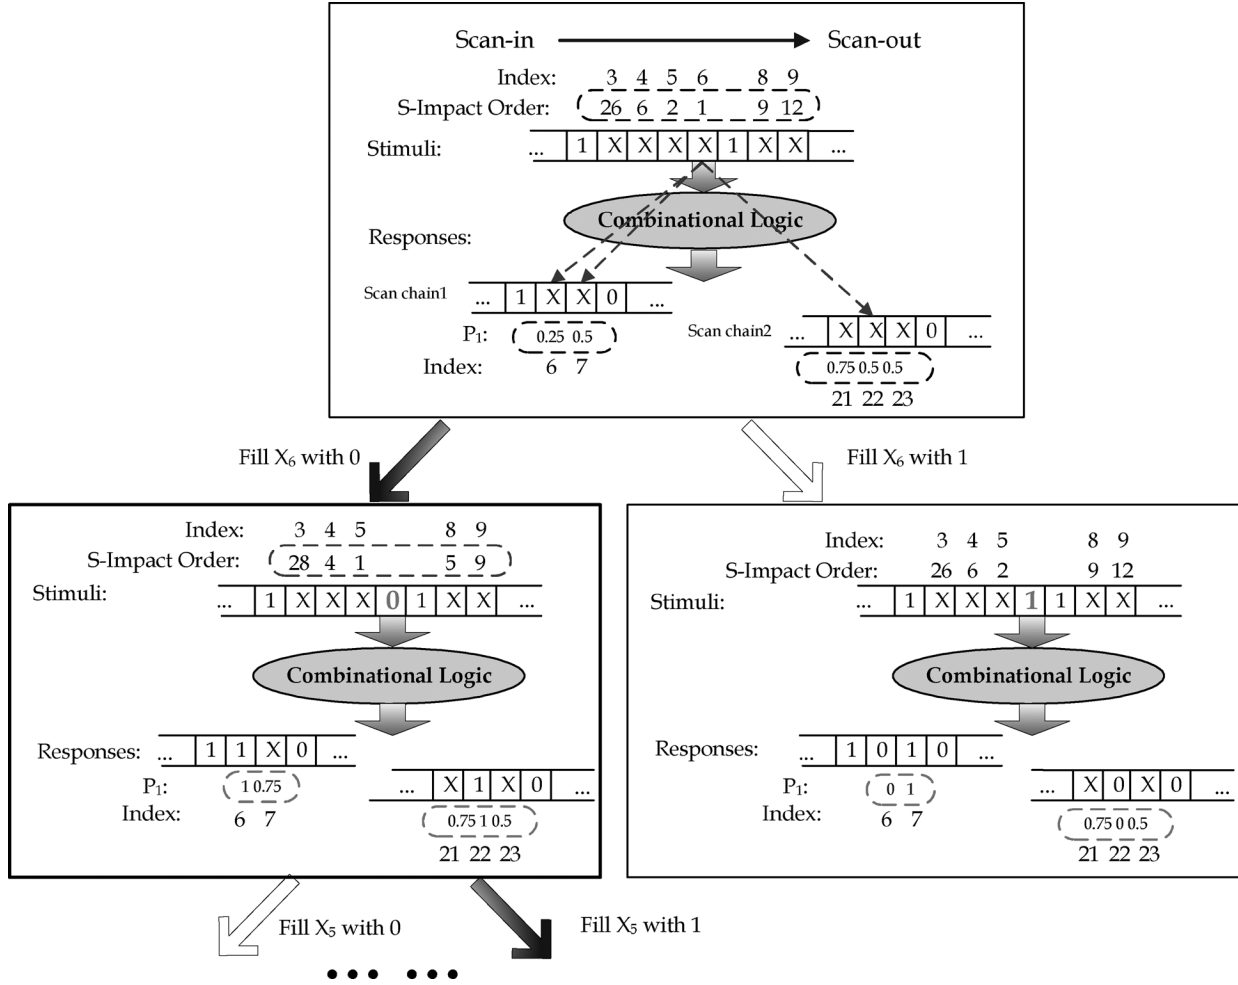 Scan-in Scan-out
Index: 3 4 5 6 8 9
S-Impact Order: 26 6 2 1 9 12
Stimuli: ... 1 X X X X 1 X X ...
Combinational Logic
Responses:
Scan chain1 ... 1 X X 0 ...
P1: 0.25 0.5
Index: 6 7
Scan chain2 ... X X X 0 ...
0.75 0.5 0.5
21 22 23
Fill X6 with 0
Fill X6 with 1
Index: 3 4 5 8 9
S-Impact Order: 28 4 1 5 9
Stimuli: ... 1 X X X 0 1 X X ...
Combinational Logic
Responses: ... 1 1 X 0 ...
P1: 1 0.75
Index: 6 7
... X 1 X 0 ...
0.75 1 0.5
21 22 23
Index: 3 4 5 8 9
S-Impact Order: 26 6 2 9 12
Stimuli: ... 1 X X X 1 1 X X ...
Combinational Logic
Responses: ... 1 0 1 0 ...
P1: 0 1
Index: 6 7
... X 0 X 0 ...
0.75 0 0.5
21 22 23
Fill X5 with 0
Fill X5 with 1
... ...